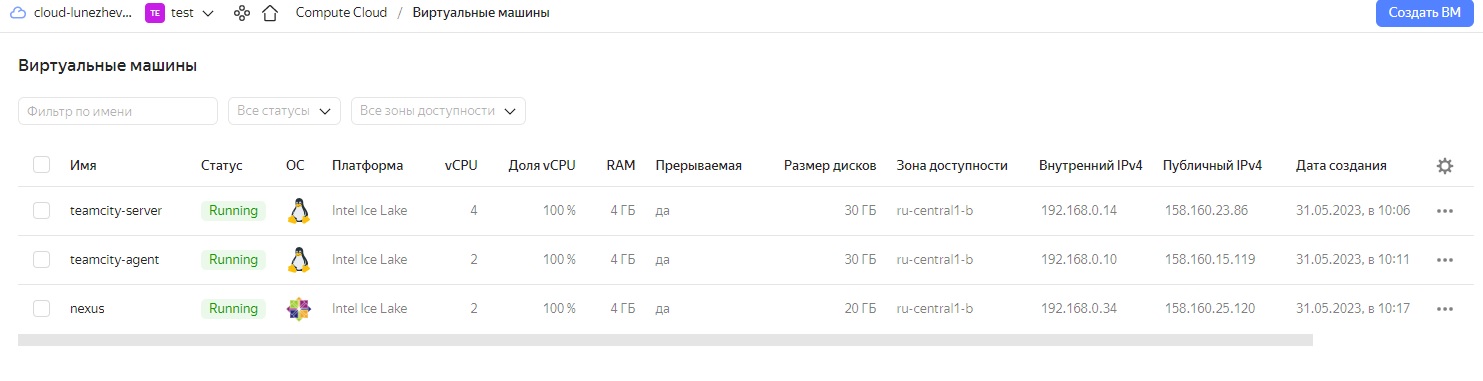 cloud-lunezhev... TE test Compute Cloud / Виртуальные машины Создать ВМ
Виртуальные машины
Фильтр по имени Все статусы Все зоны доступности
Имя Статус ОС Платформа vCPU Доля vCPU RAM Прерываемая Размер дисков Зона доступности Внутренний IPv4 Публичный IPv4 Дата создания
teamcity-server Running Intel Ice Lake 4 100 % 4 ГБ да 30 ГБ ru-central1-b 192.168.0.14 158.160.23.86 31.05.2023, в 10:06
teamcity-agent Running Intel Ice Lake 2 100 % 4 ГБ да 30 ГБ ru-central1-b 192.168.0.10 158.160.15.119 31.05.2023, в 10:11
nexus Running Intel Ice Lake 2 100 % 4 ГБ да 20 ГБ ru-central1-b 192.168.0.34 158.160.25.120 31.05.2023, в 10:17